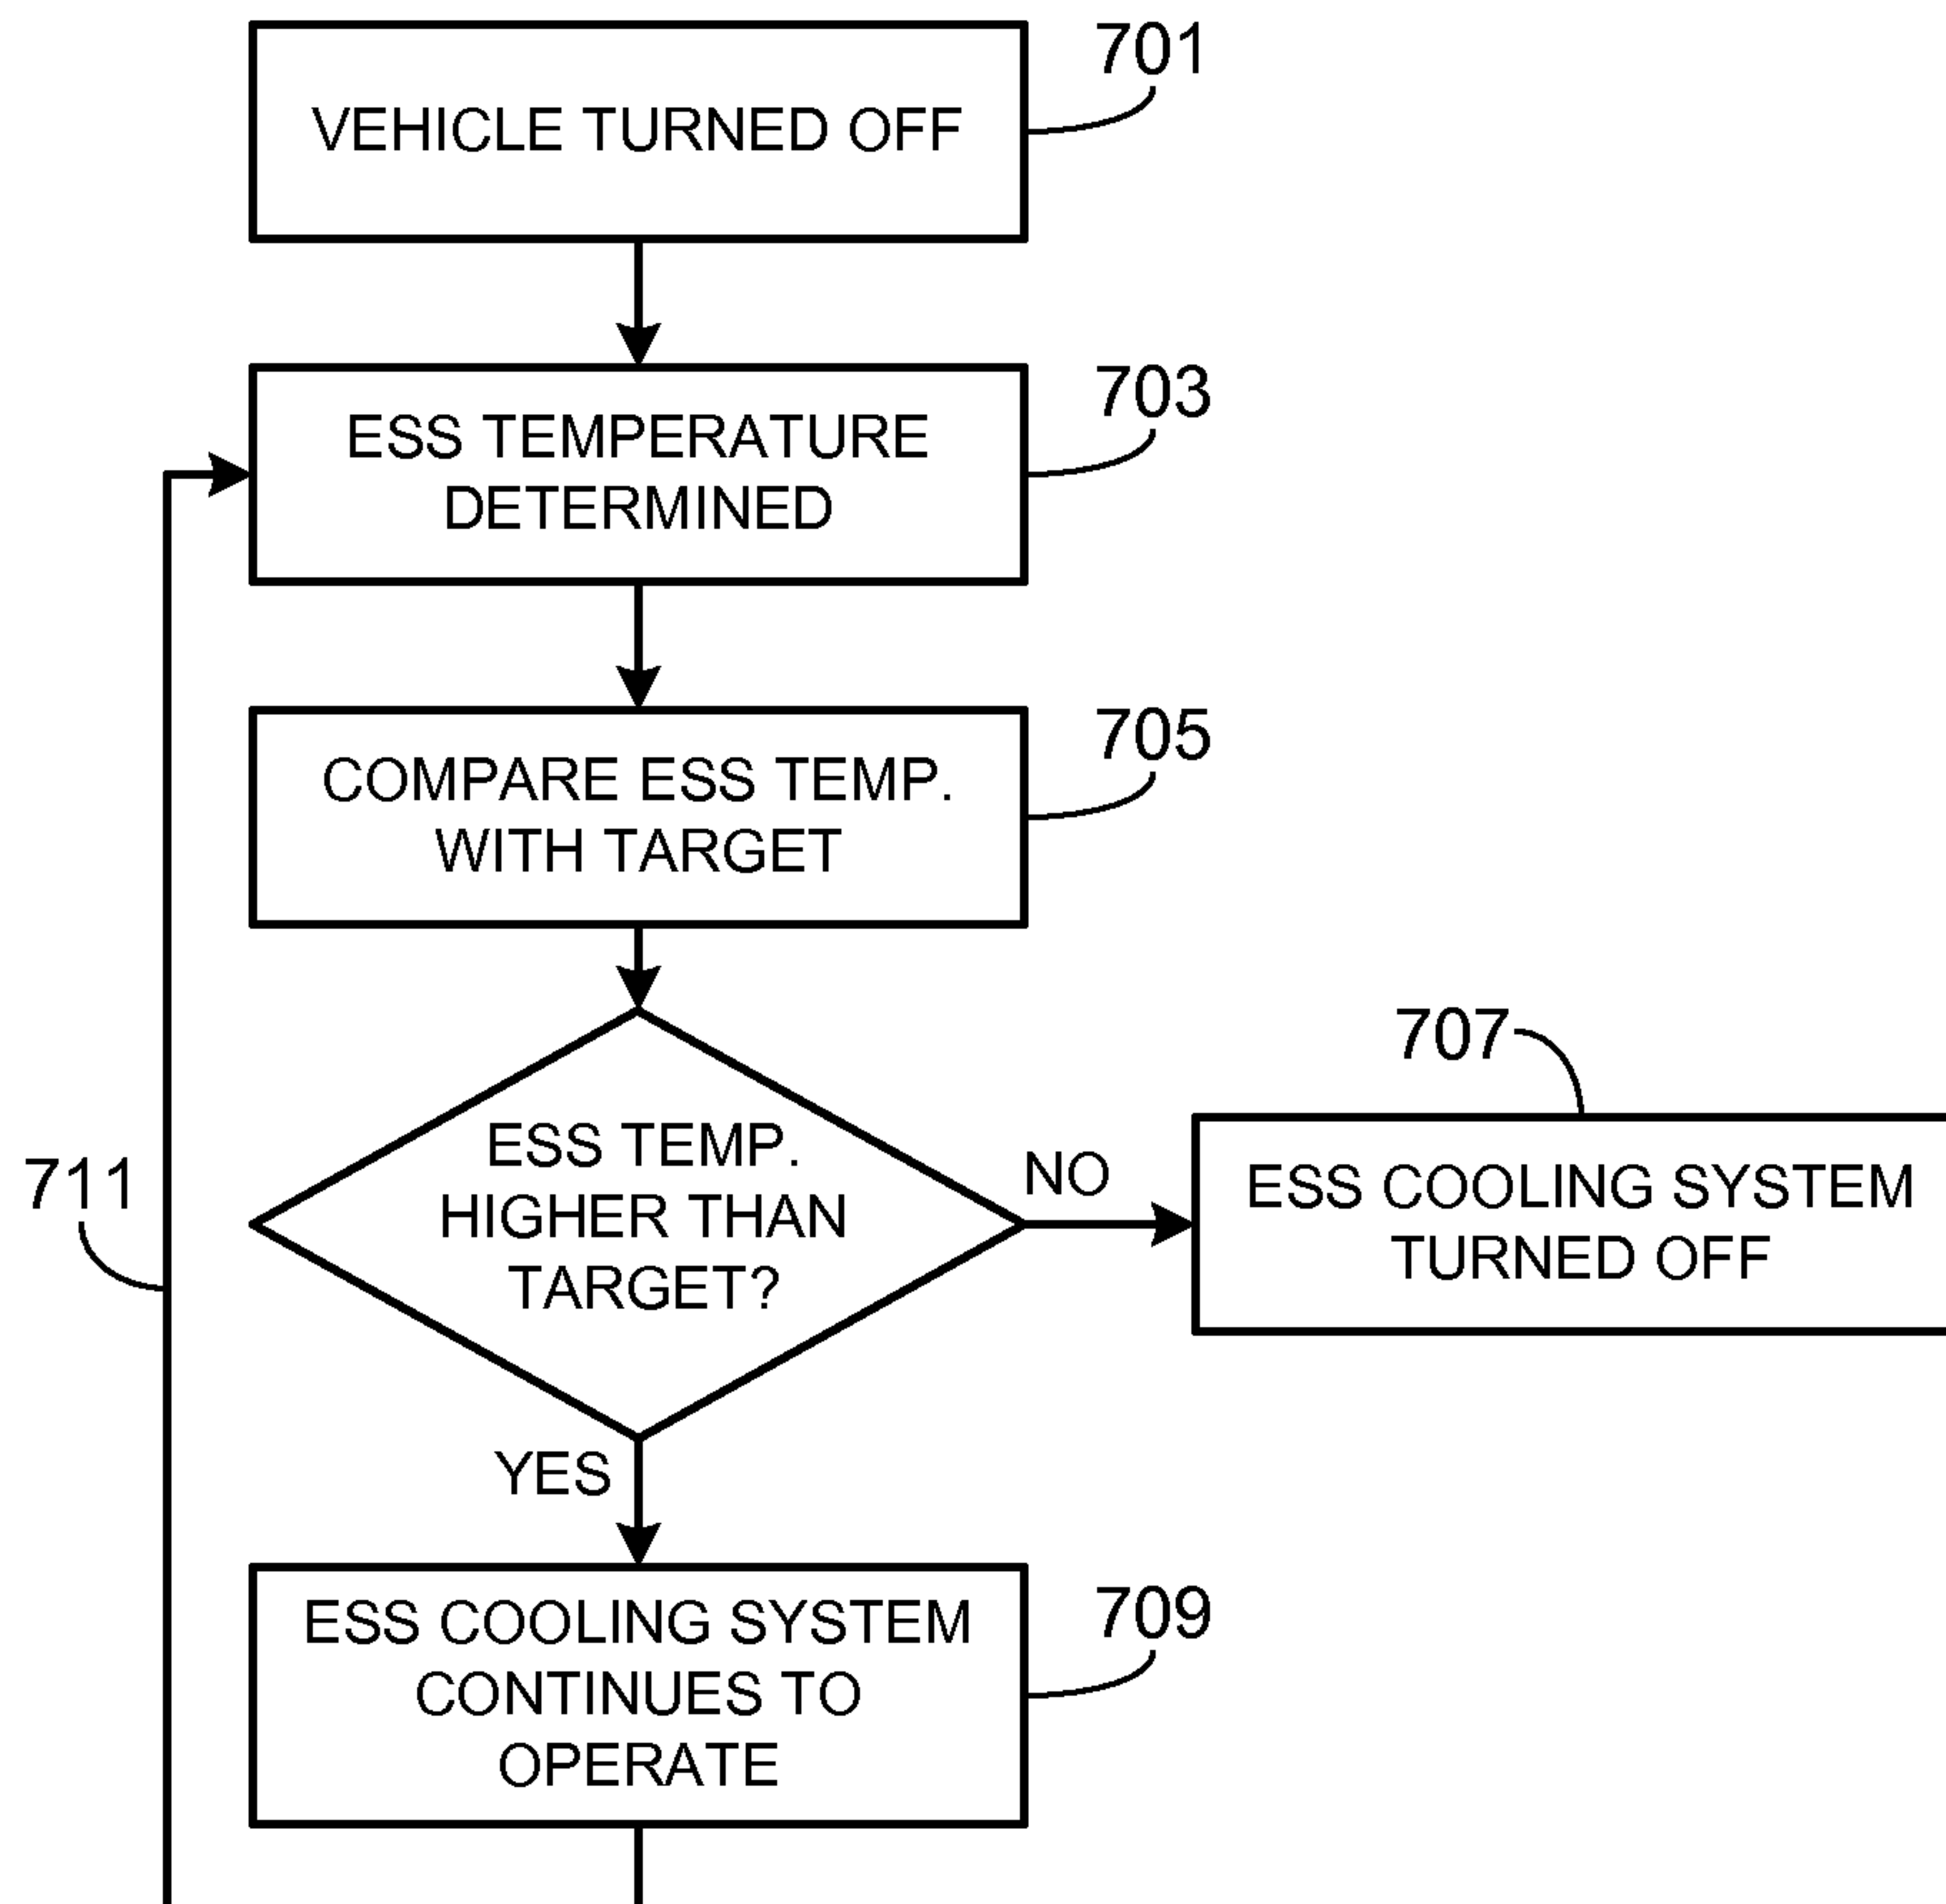 701
VEHICLE TURNED OFF
703
ESS TEMPERATURE
DETERMINED
705
COMPARE ESS TEMP.
WITH TARGET
707
ESS TEMP.
HIGHER THAN
TARGET?
NO
ESS COOLING SYSTEM
TURNED OFF
711
YES
709
ESS COOLING SYSTEM
CONTINUES TO
OPERATE